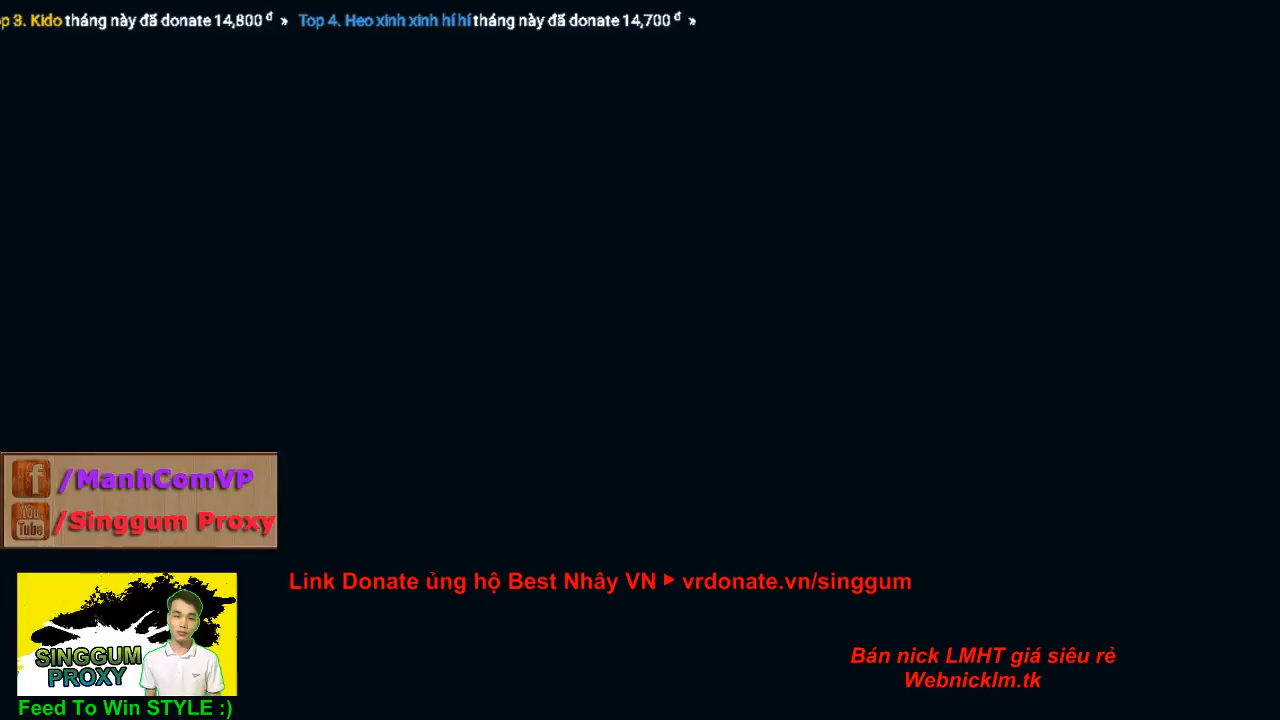 p 3. Kido tháng này đã donate 14,800 đ » Top 4. Heo xinh xinh hí hí tháng này đã donate 14,700 đ »
f /ManhComVP
You Tube /Singgum Proxy
Link Donate ủng hộ Best Nhây VN ▶ vrdonate.vn/singgum
SINGGUM
PROXY
Bán nick LMHT giá siêu rẻ
Webnicklm.tk
Feed To Win STYLE :)